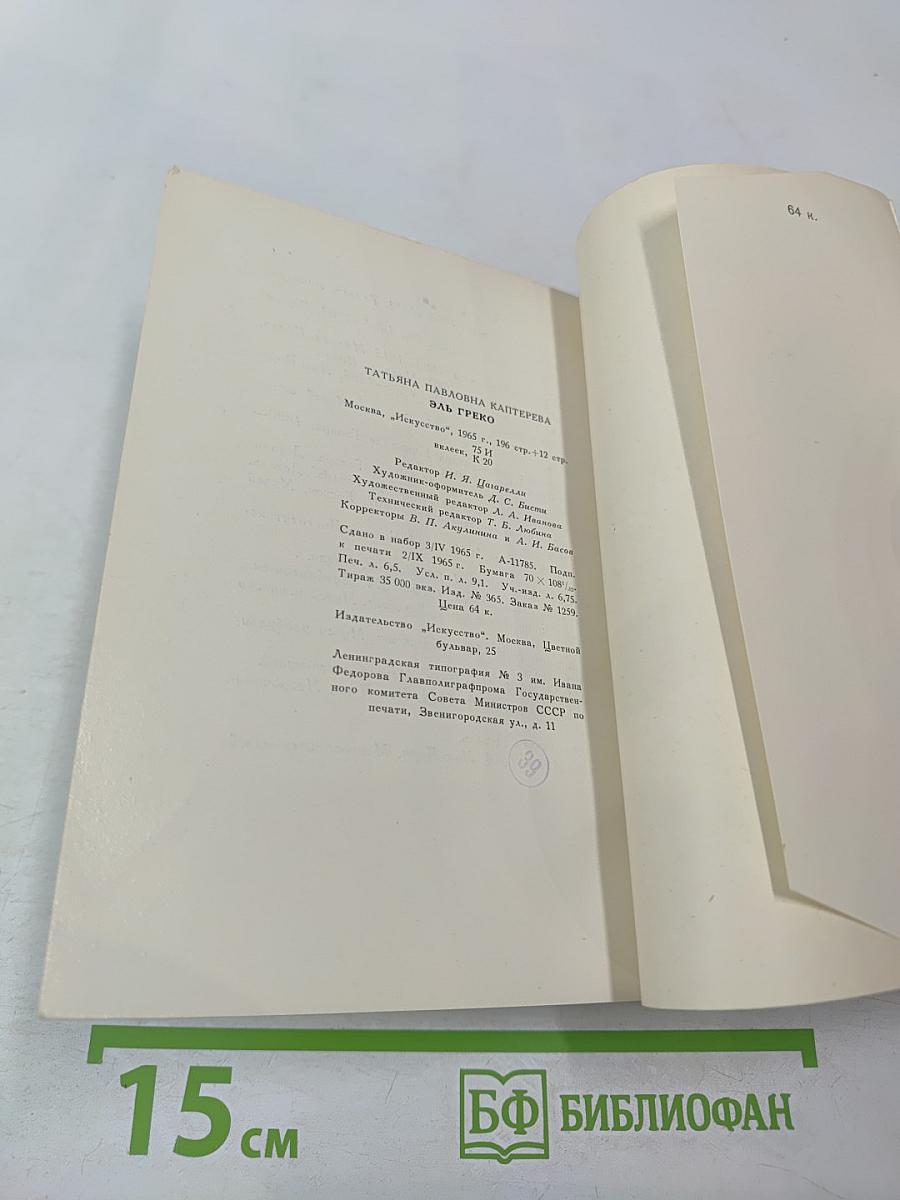 64 к.
ТАТЬЯНА ПАВЛОВНА КАПТЕРЕВА
ЭЛЬ ГРЕКО
Москва, „Искусство“, 1965 г., 196 стр.+12 стр.
вклеек, 75 И
К 20
Редактор И. Я. Цагарелли
Художник-оформитель Д. С. Бисти
Художественный редактор Л. А. Иванова
Технический редактор Т. Б. Любина
Корректоры В. П. Акулинина и А. И. Басов
Сдано в набор 3/IV 1965 г. А-11785. Подп.
к печати 2/IX 1965 г. Бумага 70 × 108¹/₃₂.
Печ. л. 6,5. Усл. п. л. 9,1. Уч.-изд. л. 6,75.
Тираж 35 000 экз. Изд. № 365. Заказ № 1259.
Цена 64 к.
Издательство „Искусство“. Москва, Цветной
бульвар, 25
Ленинградская типография № 3 им. Ивана
Федорова Главполиграфпрома Государствен-
ного комитета Совета Министров СССР по
печати, Звенигородская ул., д. 11
39
15 см
БФ БИБЛИОФАН